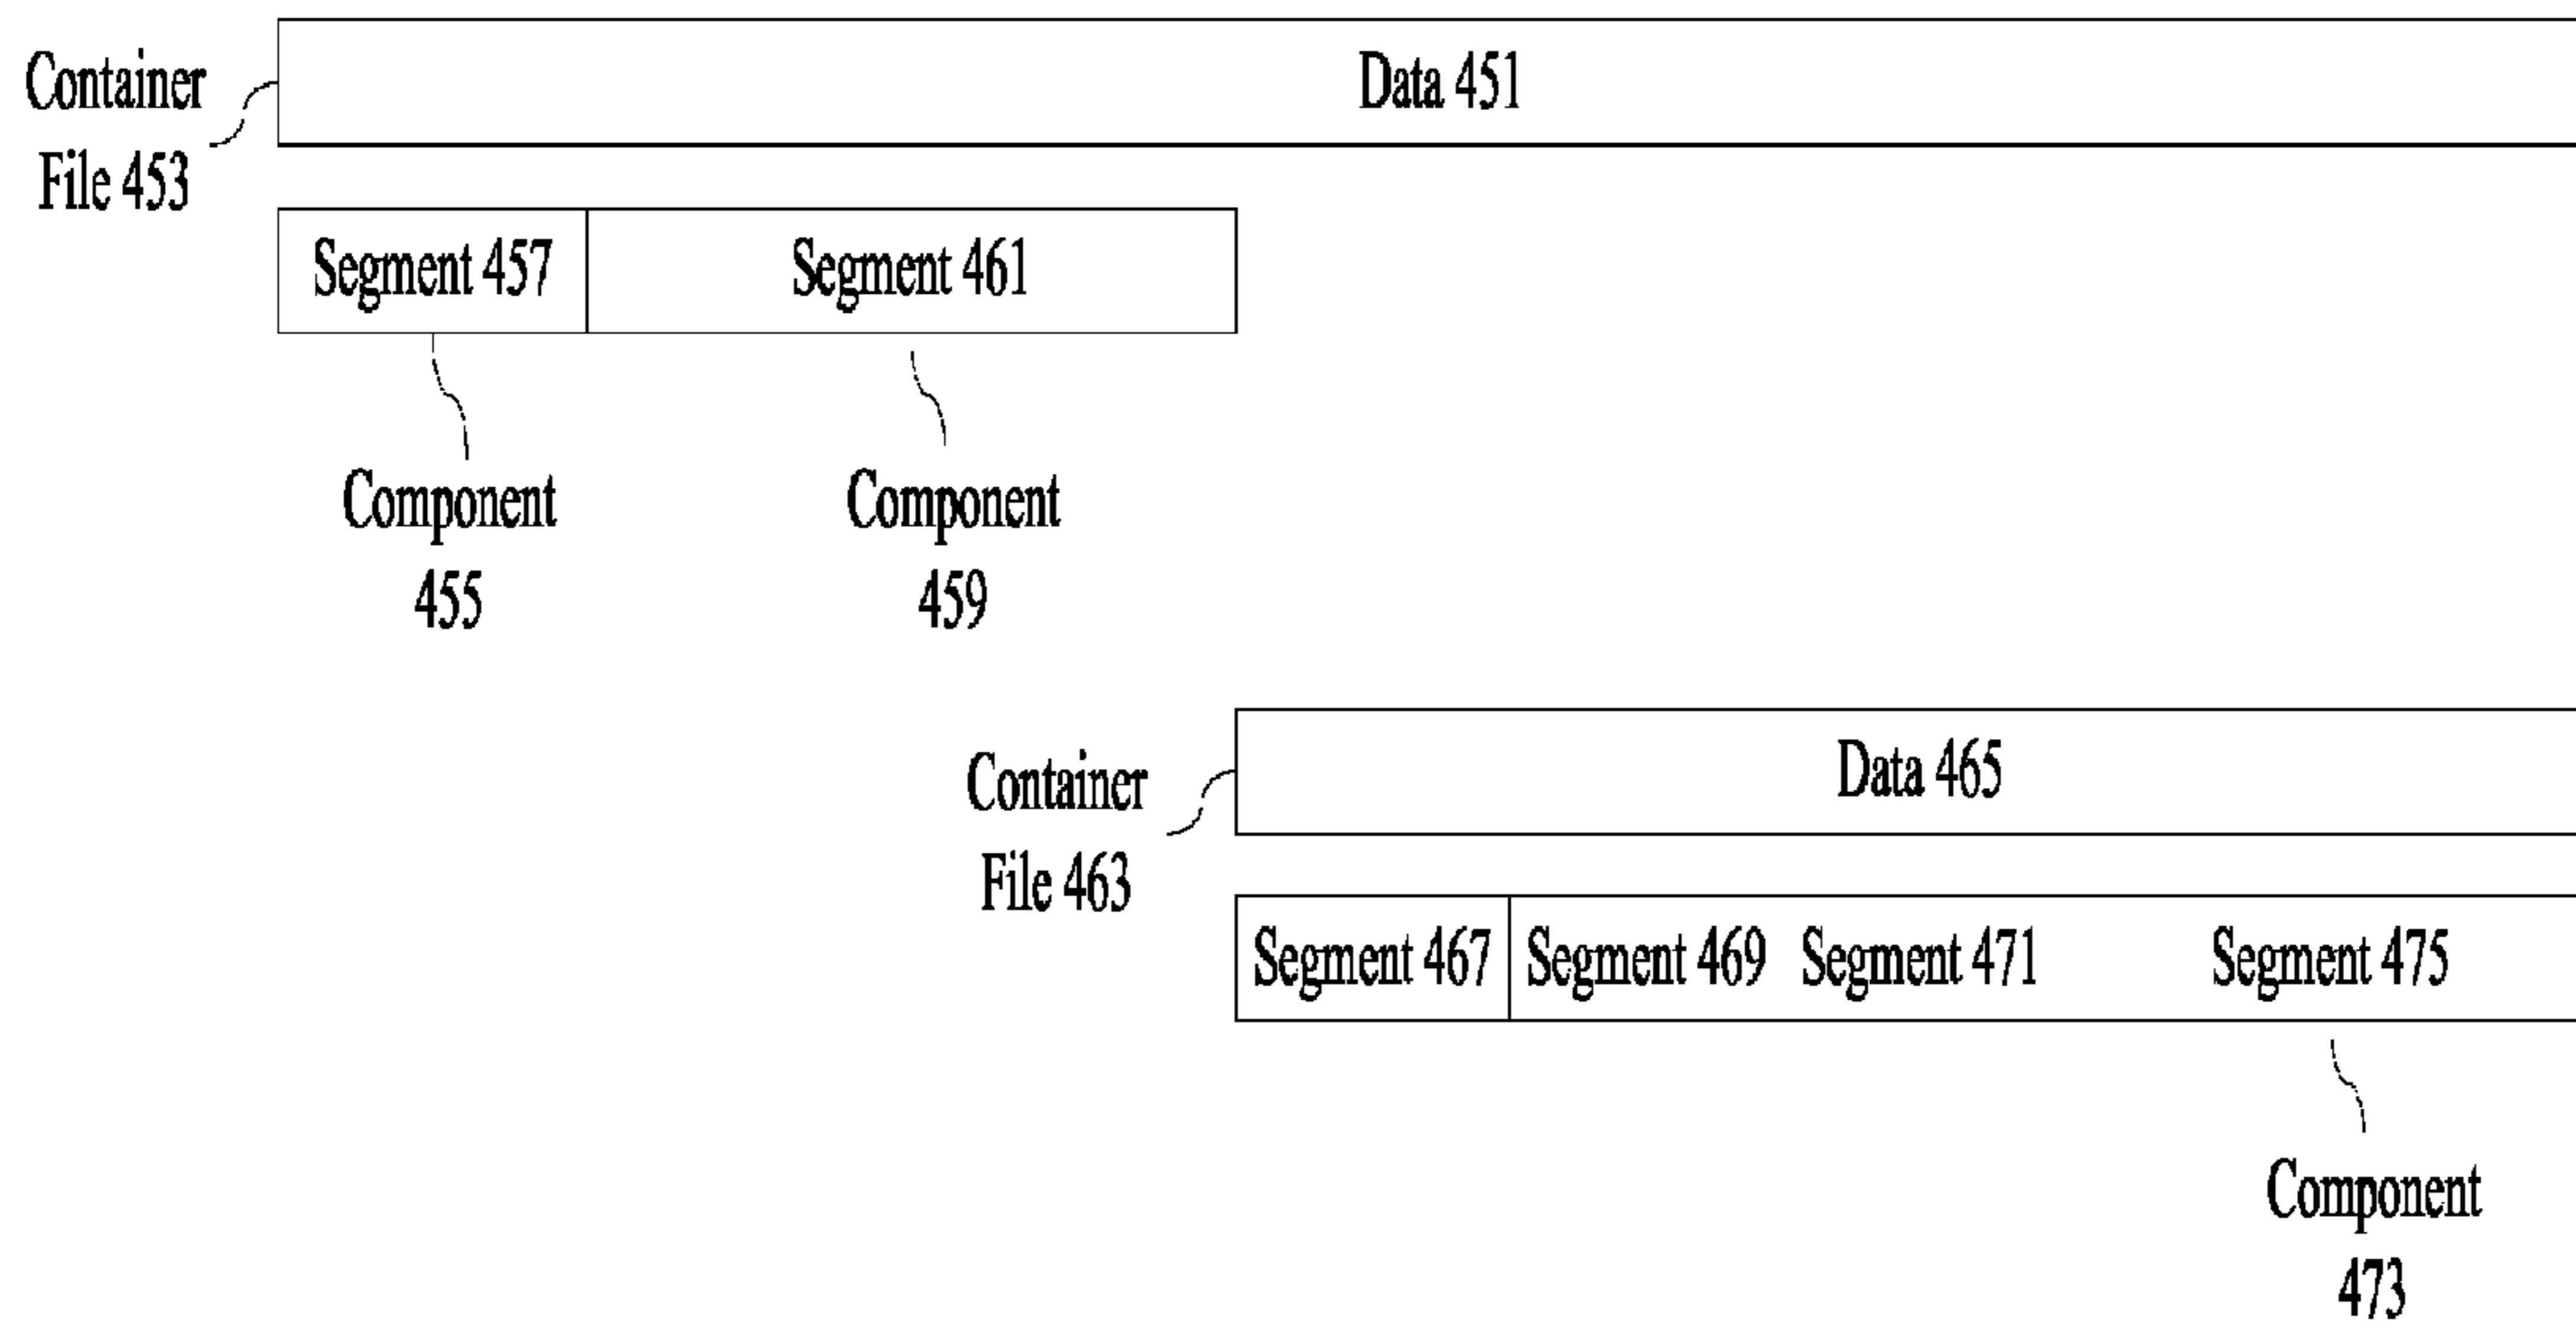 Container
File 453
Data 451
Segment 457
Segment 461
Component
455
Component
459
Container
File 463
Data 465
Segment 467
Segment 469
Segment 471
Segment 475
Component
473